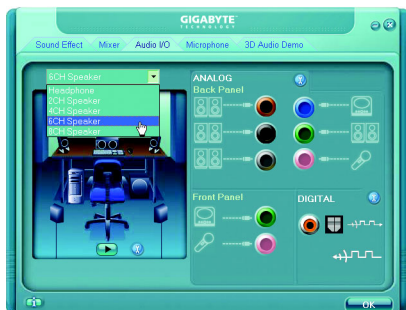 GIGABYTE
TECHNOLOGY
Sound Effect Mixer Audio I/O Microphone 3D Audio Demo
6CH Speaker
Headphone
2CH Speaker
4CH Speaker
6CH Speaker
8CH Speaker
ANALOG
Back Panel
Front Panel
DIGITAL
OK